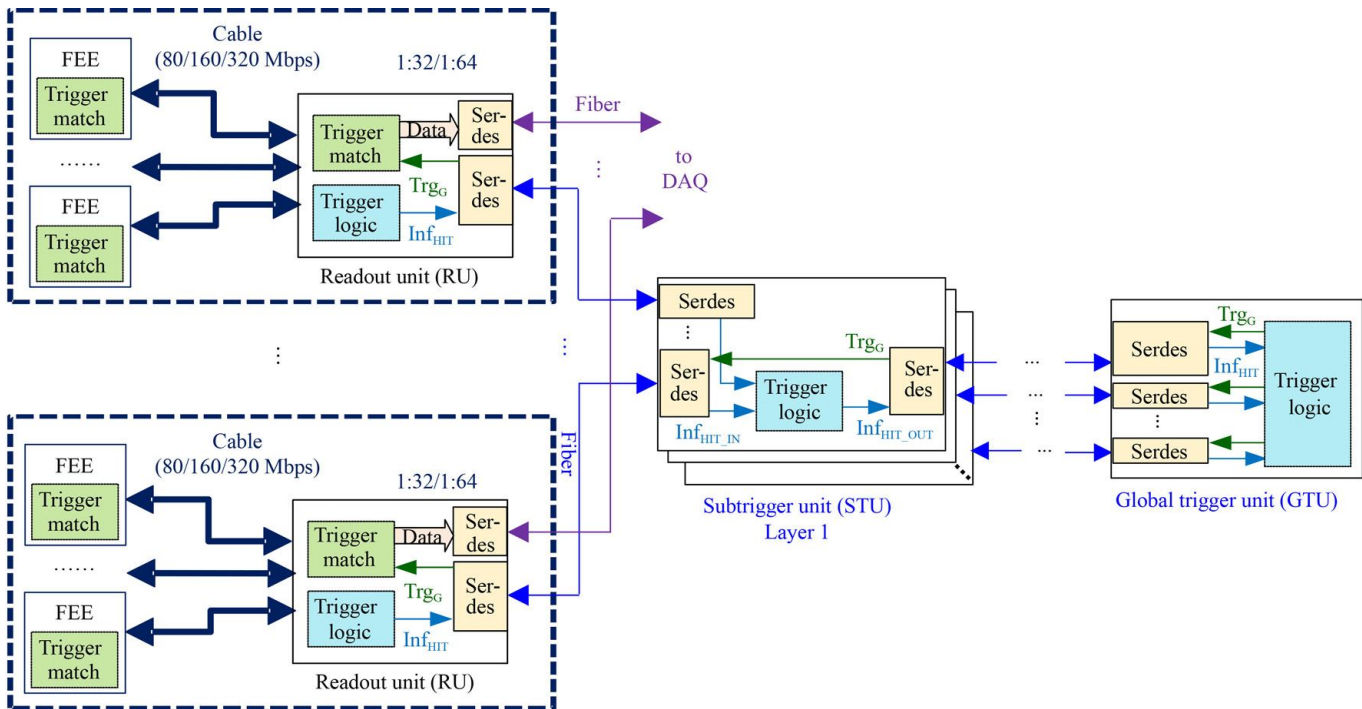 Cable
(80/160/320 Mbps)
1:32/1:64
FEE
Trigger
match
......
FEE
Trigger
match
Trigger
match
Data
Ser-
des
Trg_G
Ser-
des
Trigger
logic
Inf_HIT
Readout unit (RU)
Fiber
...
to
DAQ
...
...
Cable
(80/160/320 Mbps)
1:32/1:64
FEE
Trigger
match
......
FEE
Trigger
match
Trigger
match
Data
Ser-
des
Trg_G
Ser-
des
Trigger
logic
Inf_HIT
Readout unit (RU)
Fiber
Serdes
...
Trg_G
Ser-
des
Trigger
logic
Ser-
des
Inf_HIT_IN
Inf_HIT_OUT
Subtrigger unit (STU)
Layer 1
...
...
...
...
Trg_G
Serdes
Inf_HIT
Serdes
...
Serdes
Trigger
logic
Global trigger unit (GTU)